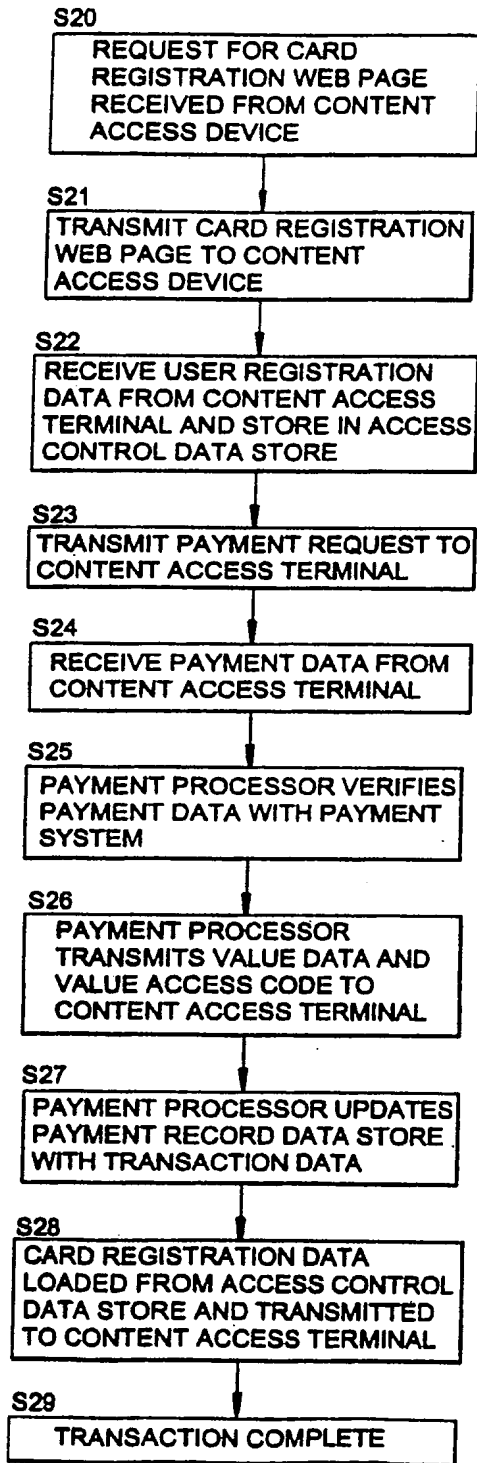 S20
REQUEST FOR CARD
REGISTRATION WEB PAGE
RECEIVED FROM CONTENT
ACCESS DEVICE
S21
TRANSMIT CARD REGISTRATION
WEB PAGE TO CONTENT
ACCESS DEVICE
S22
RECEIVE USER REGISTRATION
DATA FROM CONTENT ACCESS
TERMINAL AND STORE IN ACCESS
CONTROL DATA STORE
S23
TRANSMIT PAYMENT REQUEST TO
CONTENT ACCESS TERMINAL
S24
RECEIVE PAYMENT DATA FROM
CONTENT ACCESS TERMINAL
S25
PAYMENT PROCESSOR VERIFIES
PAYMENT DATA WITH PAYMENT
SYSTEM
S26
PAYMENT PROCESSOR
TRANSMITS VALUE DATA AND
VALUE ACCESS CODE TO
CONTENT ACCESS TERMINAL
S27
PAYMENT PROCESSOR UPDATES
PAYMENT RECORD DATA STORE
WITH TRANSACTION DATA
S28
CARD REGISTRATION DATA
LOADED FROM ACCESS CONTROL
DATA STORE AND TRANSMITTED
TO CONTENT ACCESS TERMINAL
S29
TRANSACTION COMPLETE